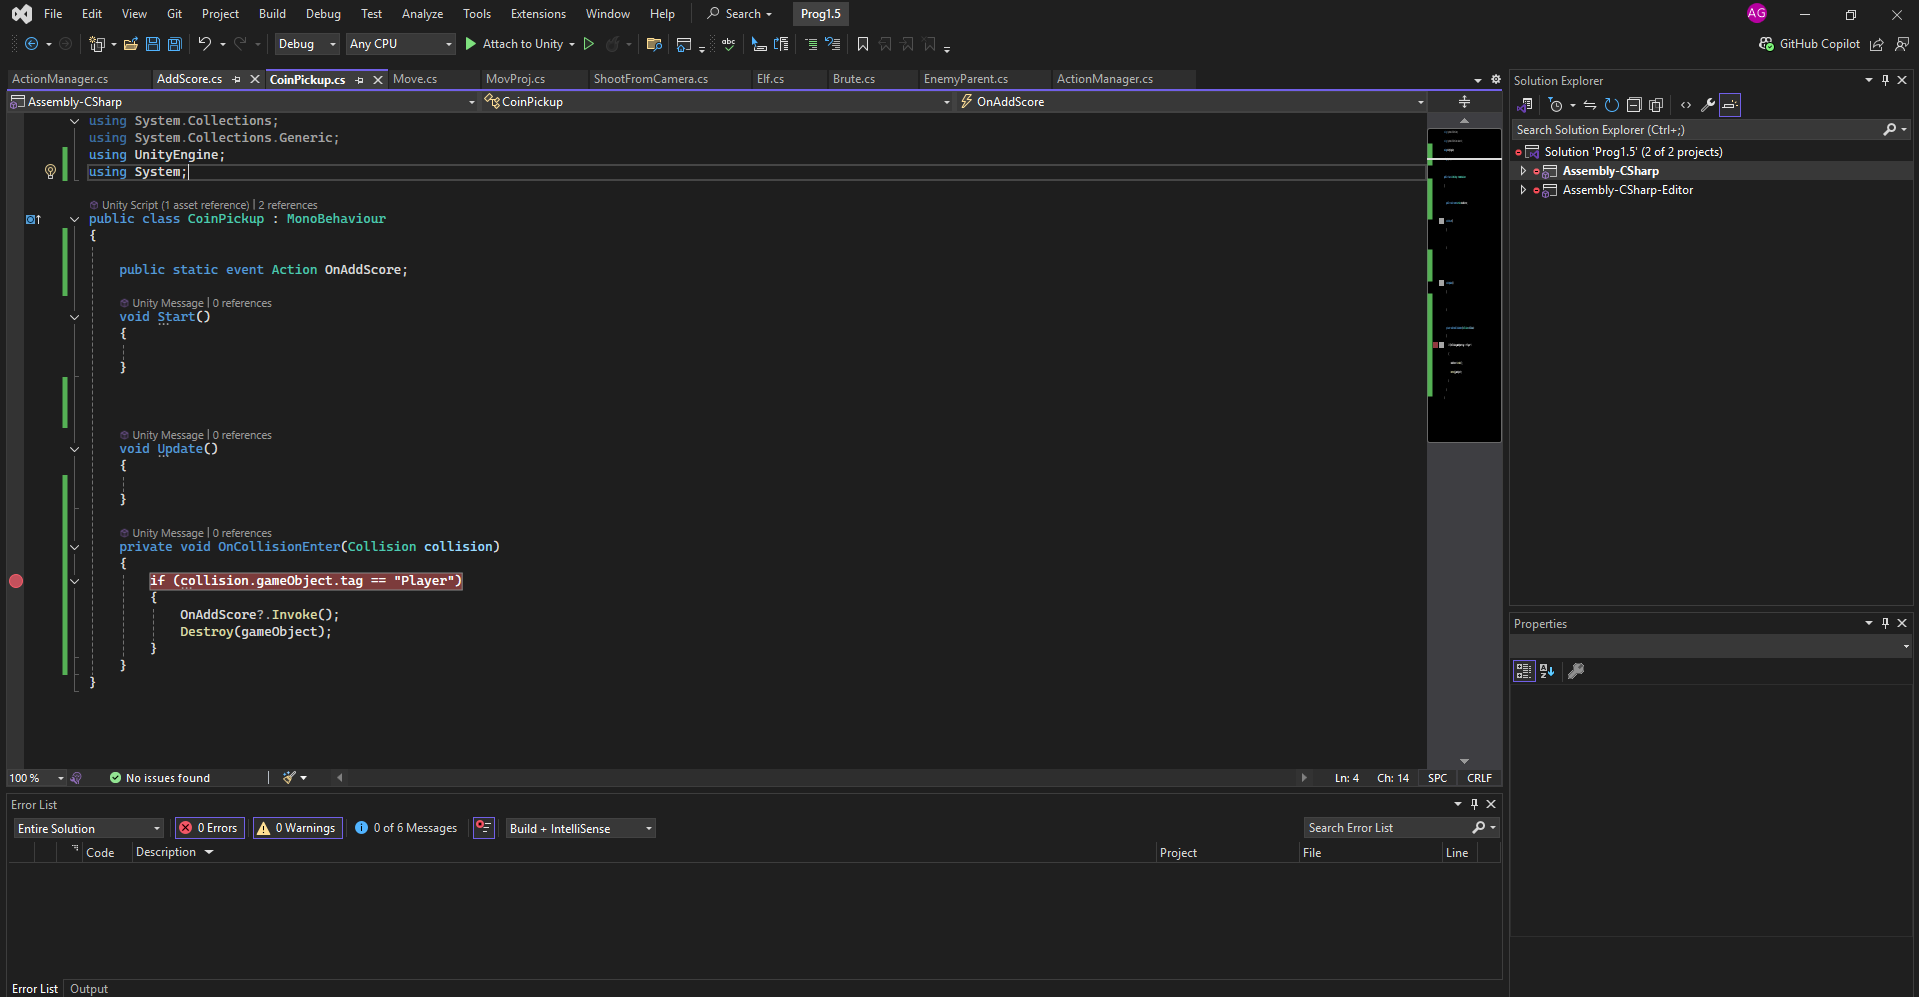 File Edit View Git Project Build Debug Test Analyze Tools Extensions Window Help Search Prog1.5 AG
Debug Any CPU Attach to Unity GitHub Copilot
ActionManager.cs AddScore.cs CoinPickup.cs Move.cs MovProj.cs ShootFromCamera.cs Elf.cs Brute.cs EnemyParent.cs ActionManager.cs
Assembly-CSharp CoinPickup OnAddScore
using System.Collections;
using System.Collections.Generic;
using UnityEngine;
using System;
Unity Script (1 asset reference) | 2 references
public class CoinPickup : MonoBehaviour
{
public static event Action OnAddScore;
Unity Message | 0 references
void Start()
{
}
Unity Message | 0 references
void Update()
{
}
Unity Message | 0 references
private void OnCollisionEnter(Collision collision)
{
if (collision.gameObject.tag == "Player")
{
OnAddScore?.Invoke();
Destroy(gameObject);
}
}
}
100 % No issues found Ln: 4 Ch: 14 SPC CRLF
Error List
Entire Solution 0 Errors 0 Warnings 0 of 6 Messages Build + IntelliSense Search Error List
Code Description Project File Line
Error List Output
Solution Explorer
Search Solution Explorer (Ctrl+;)
Solution 'Prog1.5' (2 of 2 projects)
Assembly-CSharp
Assembly-CSharp-Editor
Properties